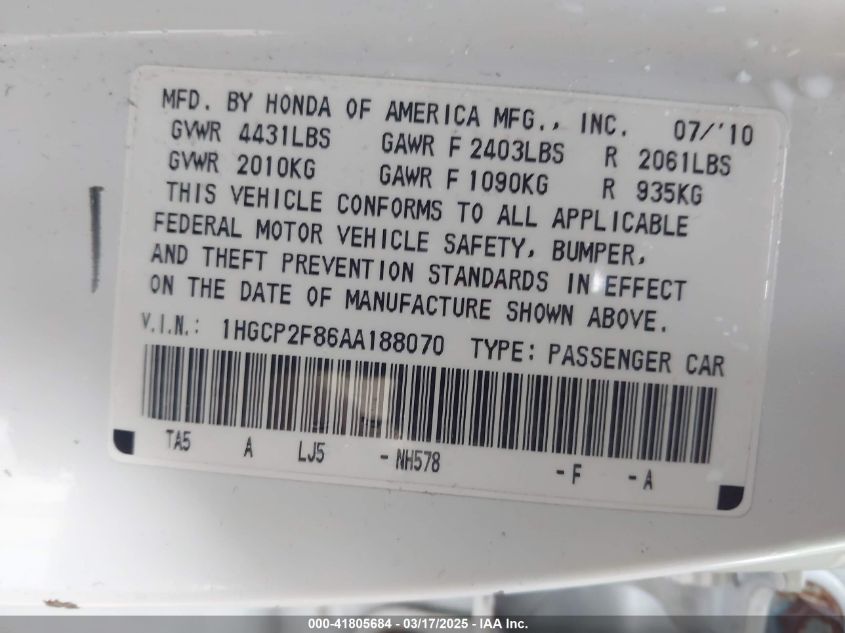 MFD. BY HONDA OF AMERICA MFG., INC. 07/'10
GVWR 4431LBS GAWR F 2403LBS R 2061LBS
GVWR 2010KG GAWR F 1090KG R 935KG
THIS VEHICLE CONFORMS TO ALL APPLICABLE
FEDERAL MOTOR VEHICLE SAFETY, BUMPER,
AND THEFT PREVENTION STANDARDS IN EFFECT
ON THE DATE OF MANUFACTURE SHOWN ABOVE.
V.I.N.: 1HGCP2F86AA188070 TYPE: PASSENGER CAR
TA5 A LJ5 -NH578 -F -A
000-41805684 - 03/17/2025 - IAA Inc.